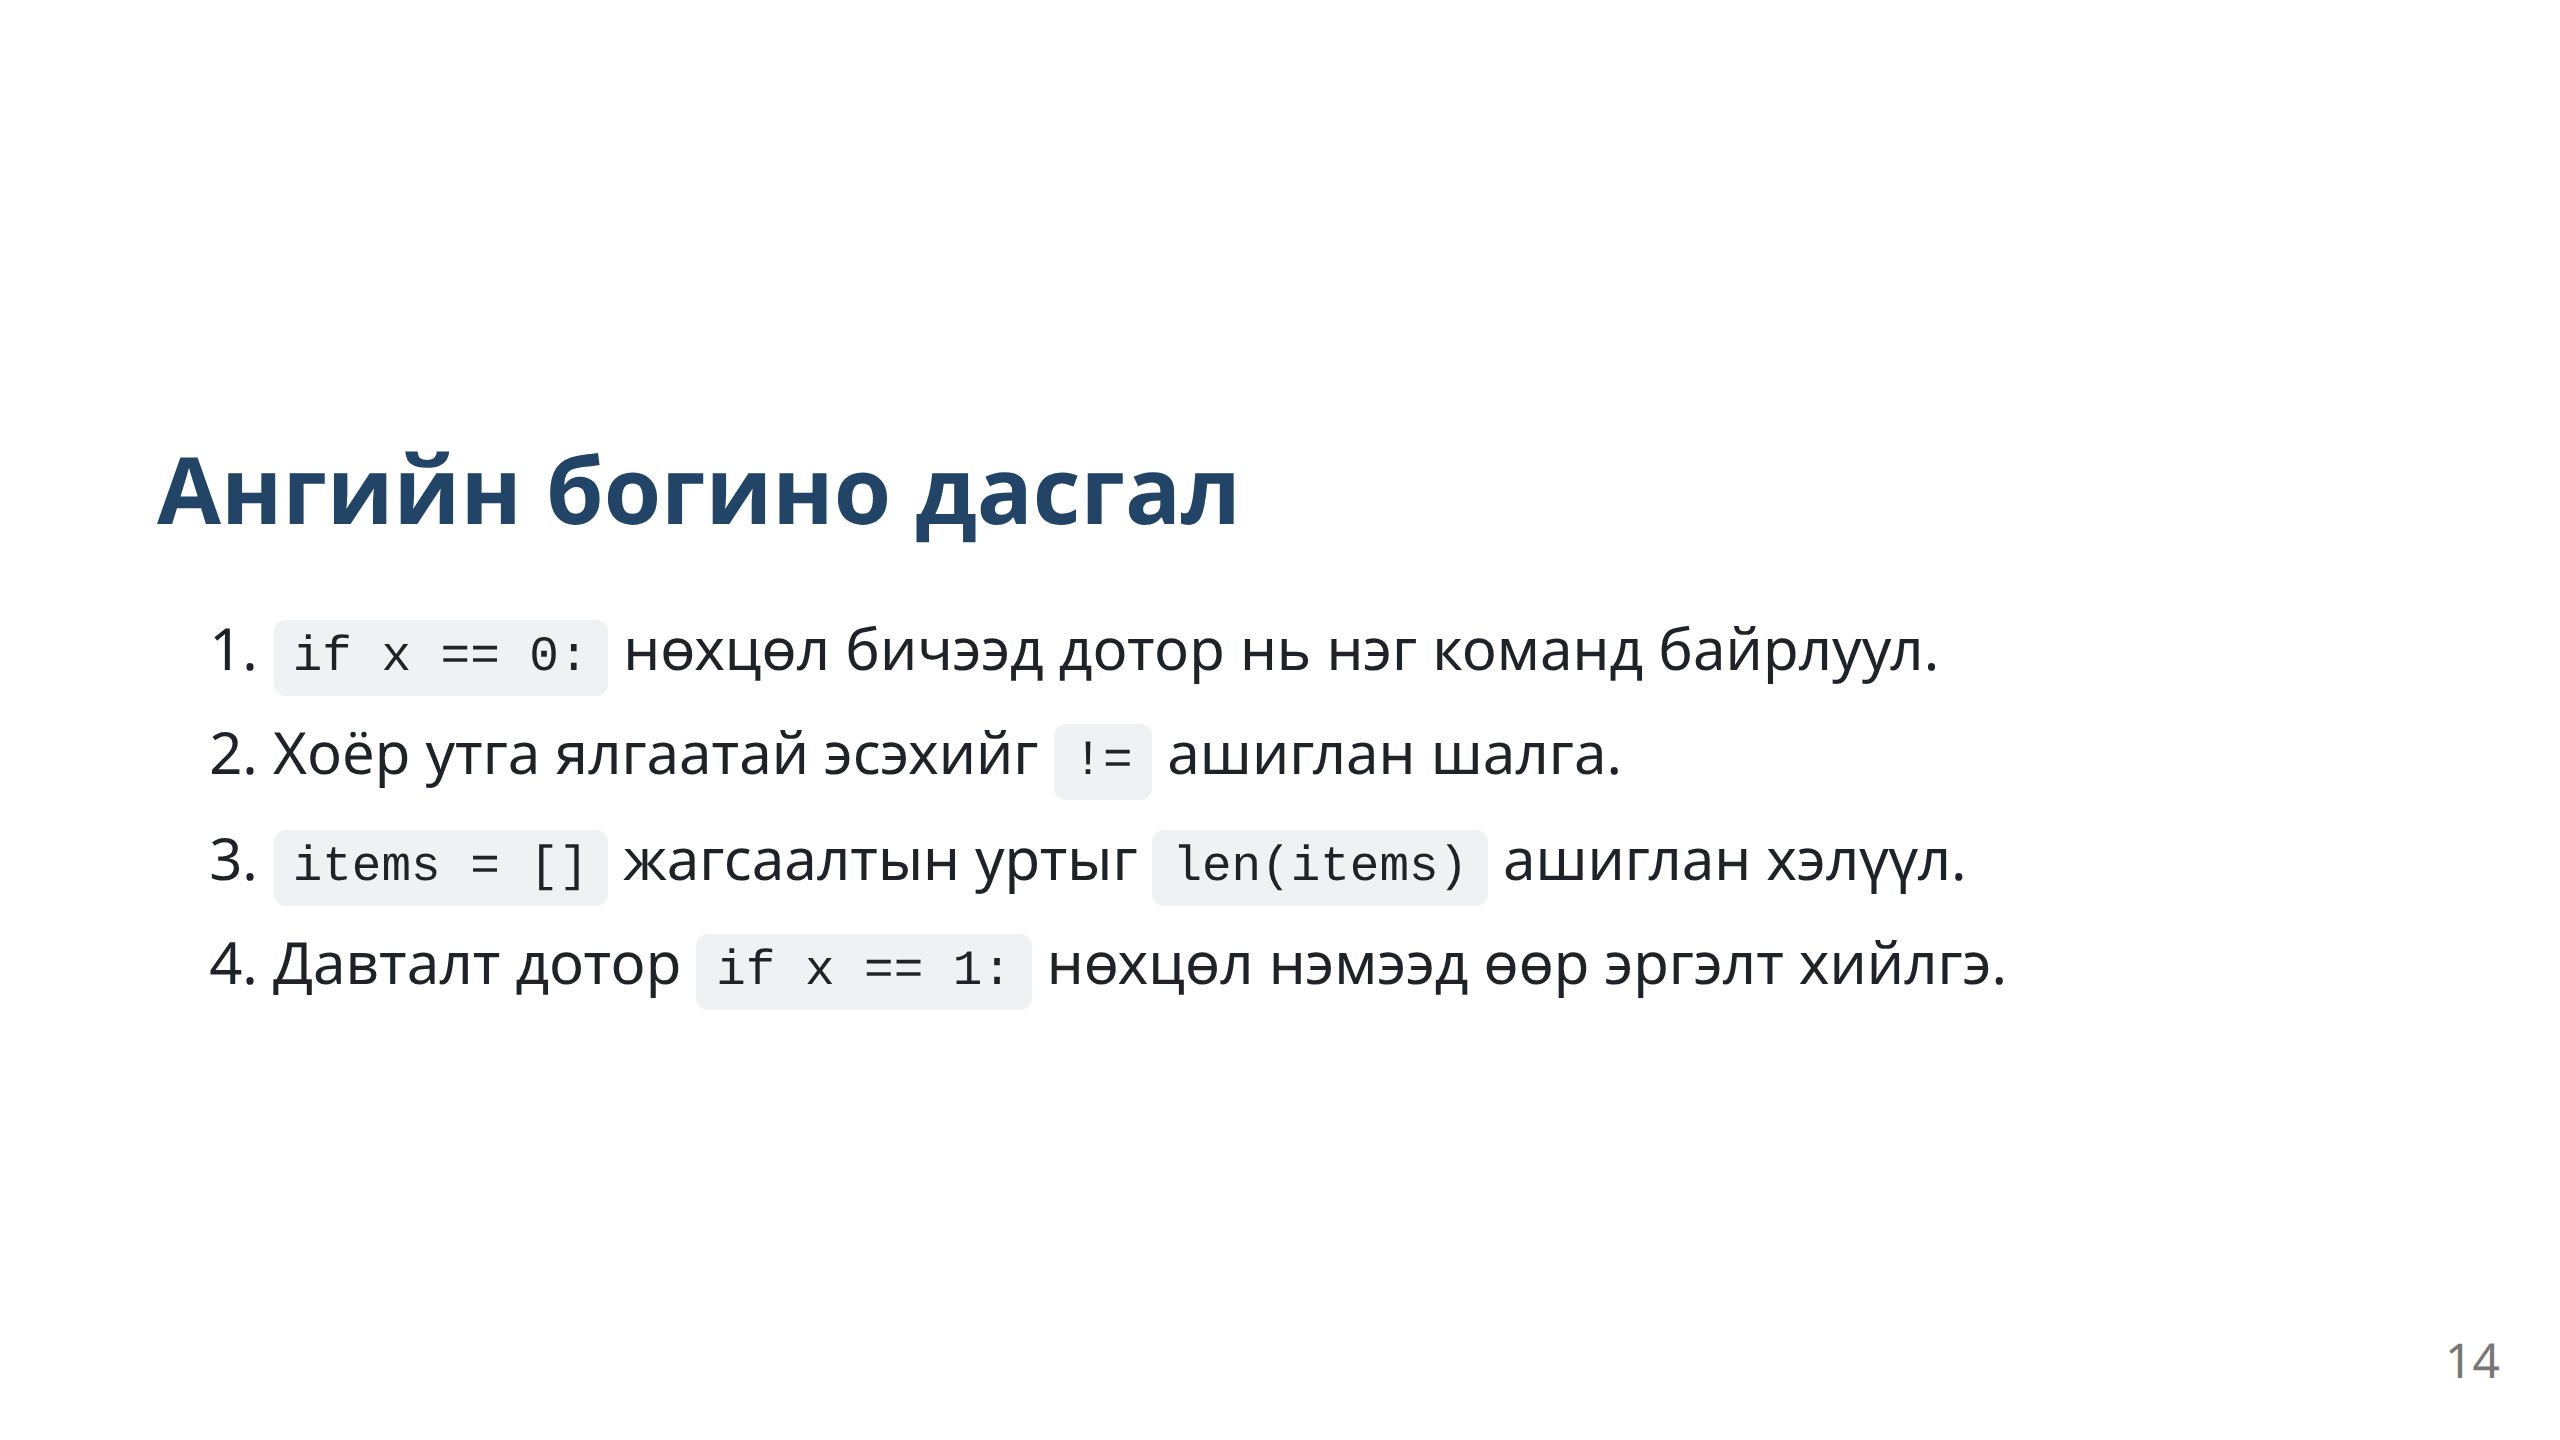 Ангийн богино дасгал
1. if x == 0: нөхцөл бичээд дотор нь нэг команд байрлуул.
2. Хоёр утга ялгаатай эсэхийг != ашиглан шалга.
3. items = [] жагсаалтын уртыг len(items) ашиглан хэлүүл.
4. Давталт дотор if x == 1: нөхцөл нэмээд өөр эргэлт хийлгэ.
14